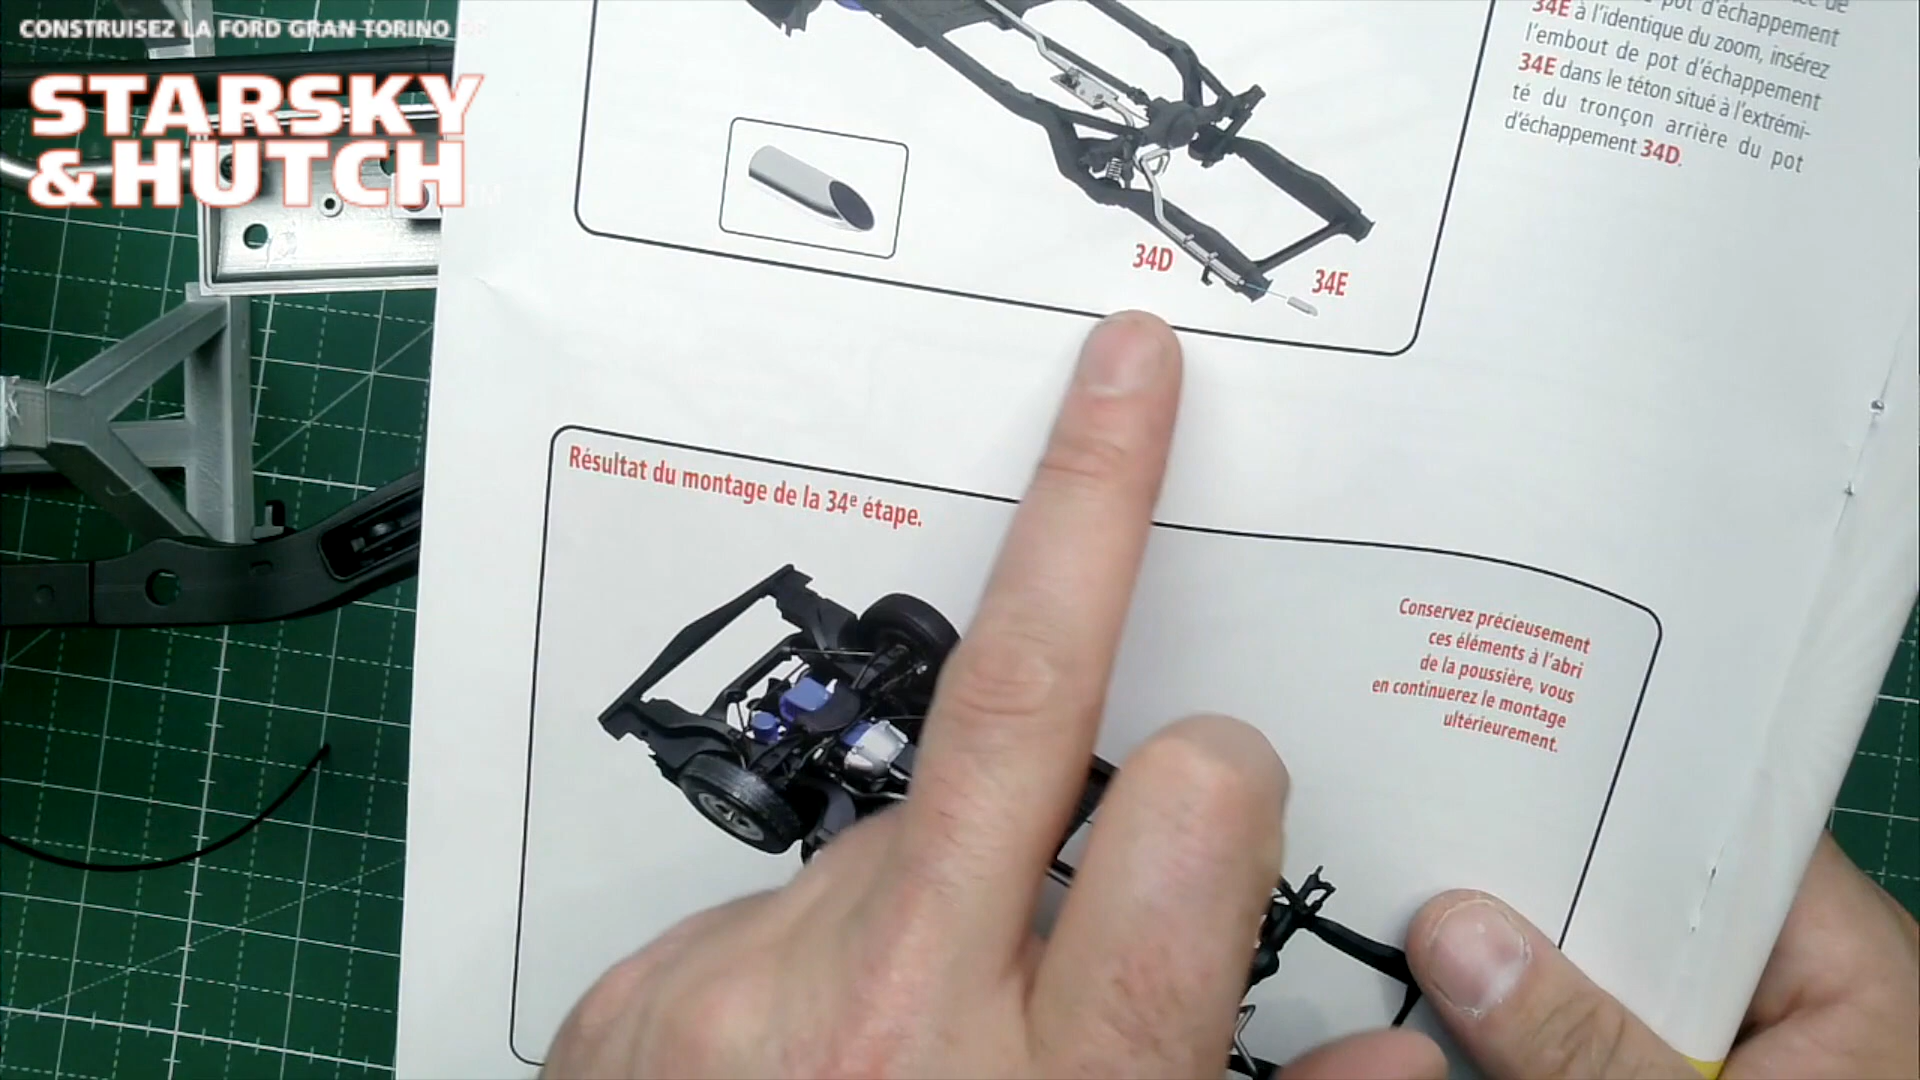 CONSTRUISEZ LA FORD GRAN TORINO
STARSKY
& HUTCH
de
pot d'échappement
34E à l'identique du zoom, insérez
l'embout de pot d'échappement
34E dans le téton situé à l'extrémi-
té du tronçon arrière du pot
d'échappement 34D.
34D
34E
Résultat du montage de la 34e étape.
Conservez précieusement
ces éléments à l'abri
de la poussière, vous
en continuerez le montage
ultérieurement.